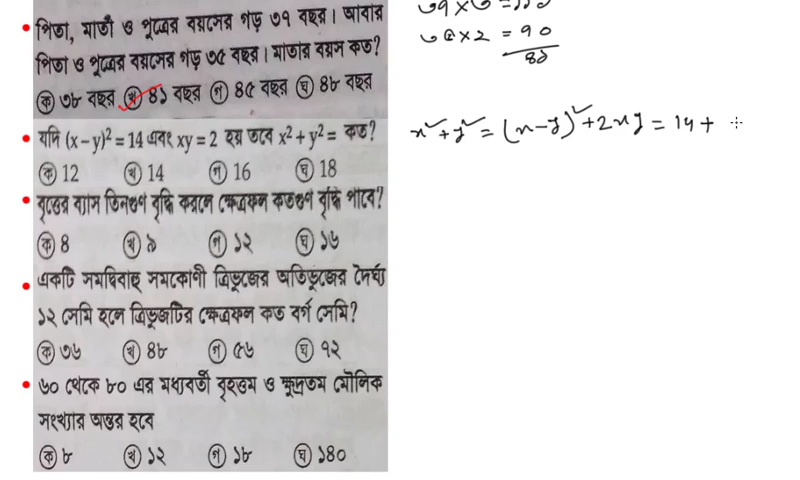 পিতা, মাতা ও পুত্রের বয়সের গড় ৩৭ বছর। আবার
পিতা ও পুত্রের বয়সের গড় ৩৫ বছর। মাতার বয়স কত?
ক ৩৮ বছর খ ৪১ বছর গ ৪৫ বছর ঘ ৪৮ বছর
যদি (x – y)² = 14 এবং xy = 2 হয় তবে x² + y² = কত?
ক 12 খ 14 গ 16 ঘ 18
বৃত্তের ব্যাস তিনগুণ বৃদ্ধি করলে ক্ষেত্রফল কতগুণ বৃদ্ধি পাবে?
ক 4 খ ৯ গ ১২ ঘ ১৬
একটি সমদ্বিবাহু সমকোণী ত্রিভুজের অতিভুজের দৈর্ঘ্য
১২ সেমি হলে ত্রিভুজটির ক্ষেত্রফল কত বর্গ সেমি?
ক ৩৬ খ ৪৮ গ ৫৬ ঘ ৭২
৬০ থেকে ৮০ এর মধ্যবর্তী বৃহত্তম ও ক্ষুদ্রতম মৌলিক
সংখ্যার অন্তর হবে
ক ৮ খ ১২ গ ১৮ ঘ ১৪০
৩৫ × 2 = ৭০
৪১
x² + y² = (x – y)² + 2xy = 14 +